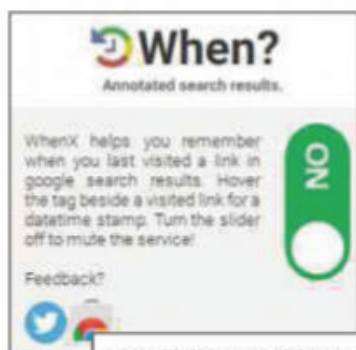 When?
Annotated search results.
WhenX helps you remember
when you last visited a link in
google search results. Hover
the tag beside a visited link for a
datetime stamp. Turn the slider
off to mute the service!
ON
Feedback?